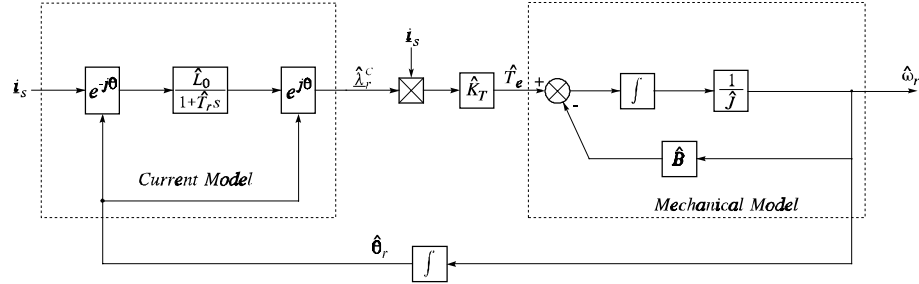 i_s
e^{-jθ̂}
L̂_0
1+T̂_r s
e^{jθ̂}
λ̂_r^C
i_s
K̂_T
T̂_e
+
-
∫
1
Ĵ
ω̂_r
B̂
Current Model
Mechanical Model
θ̂_r
∫